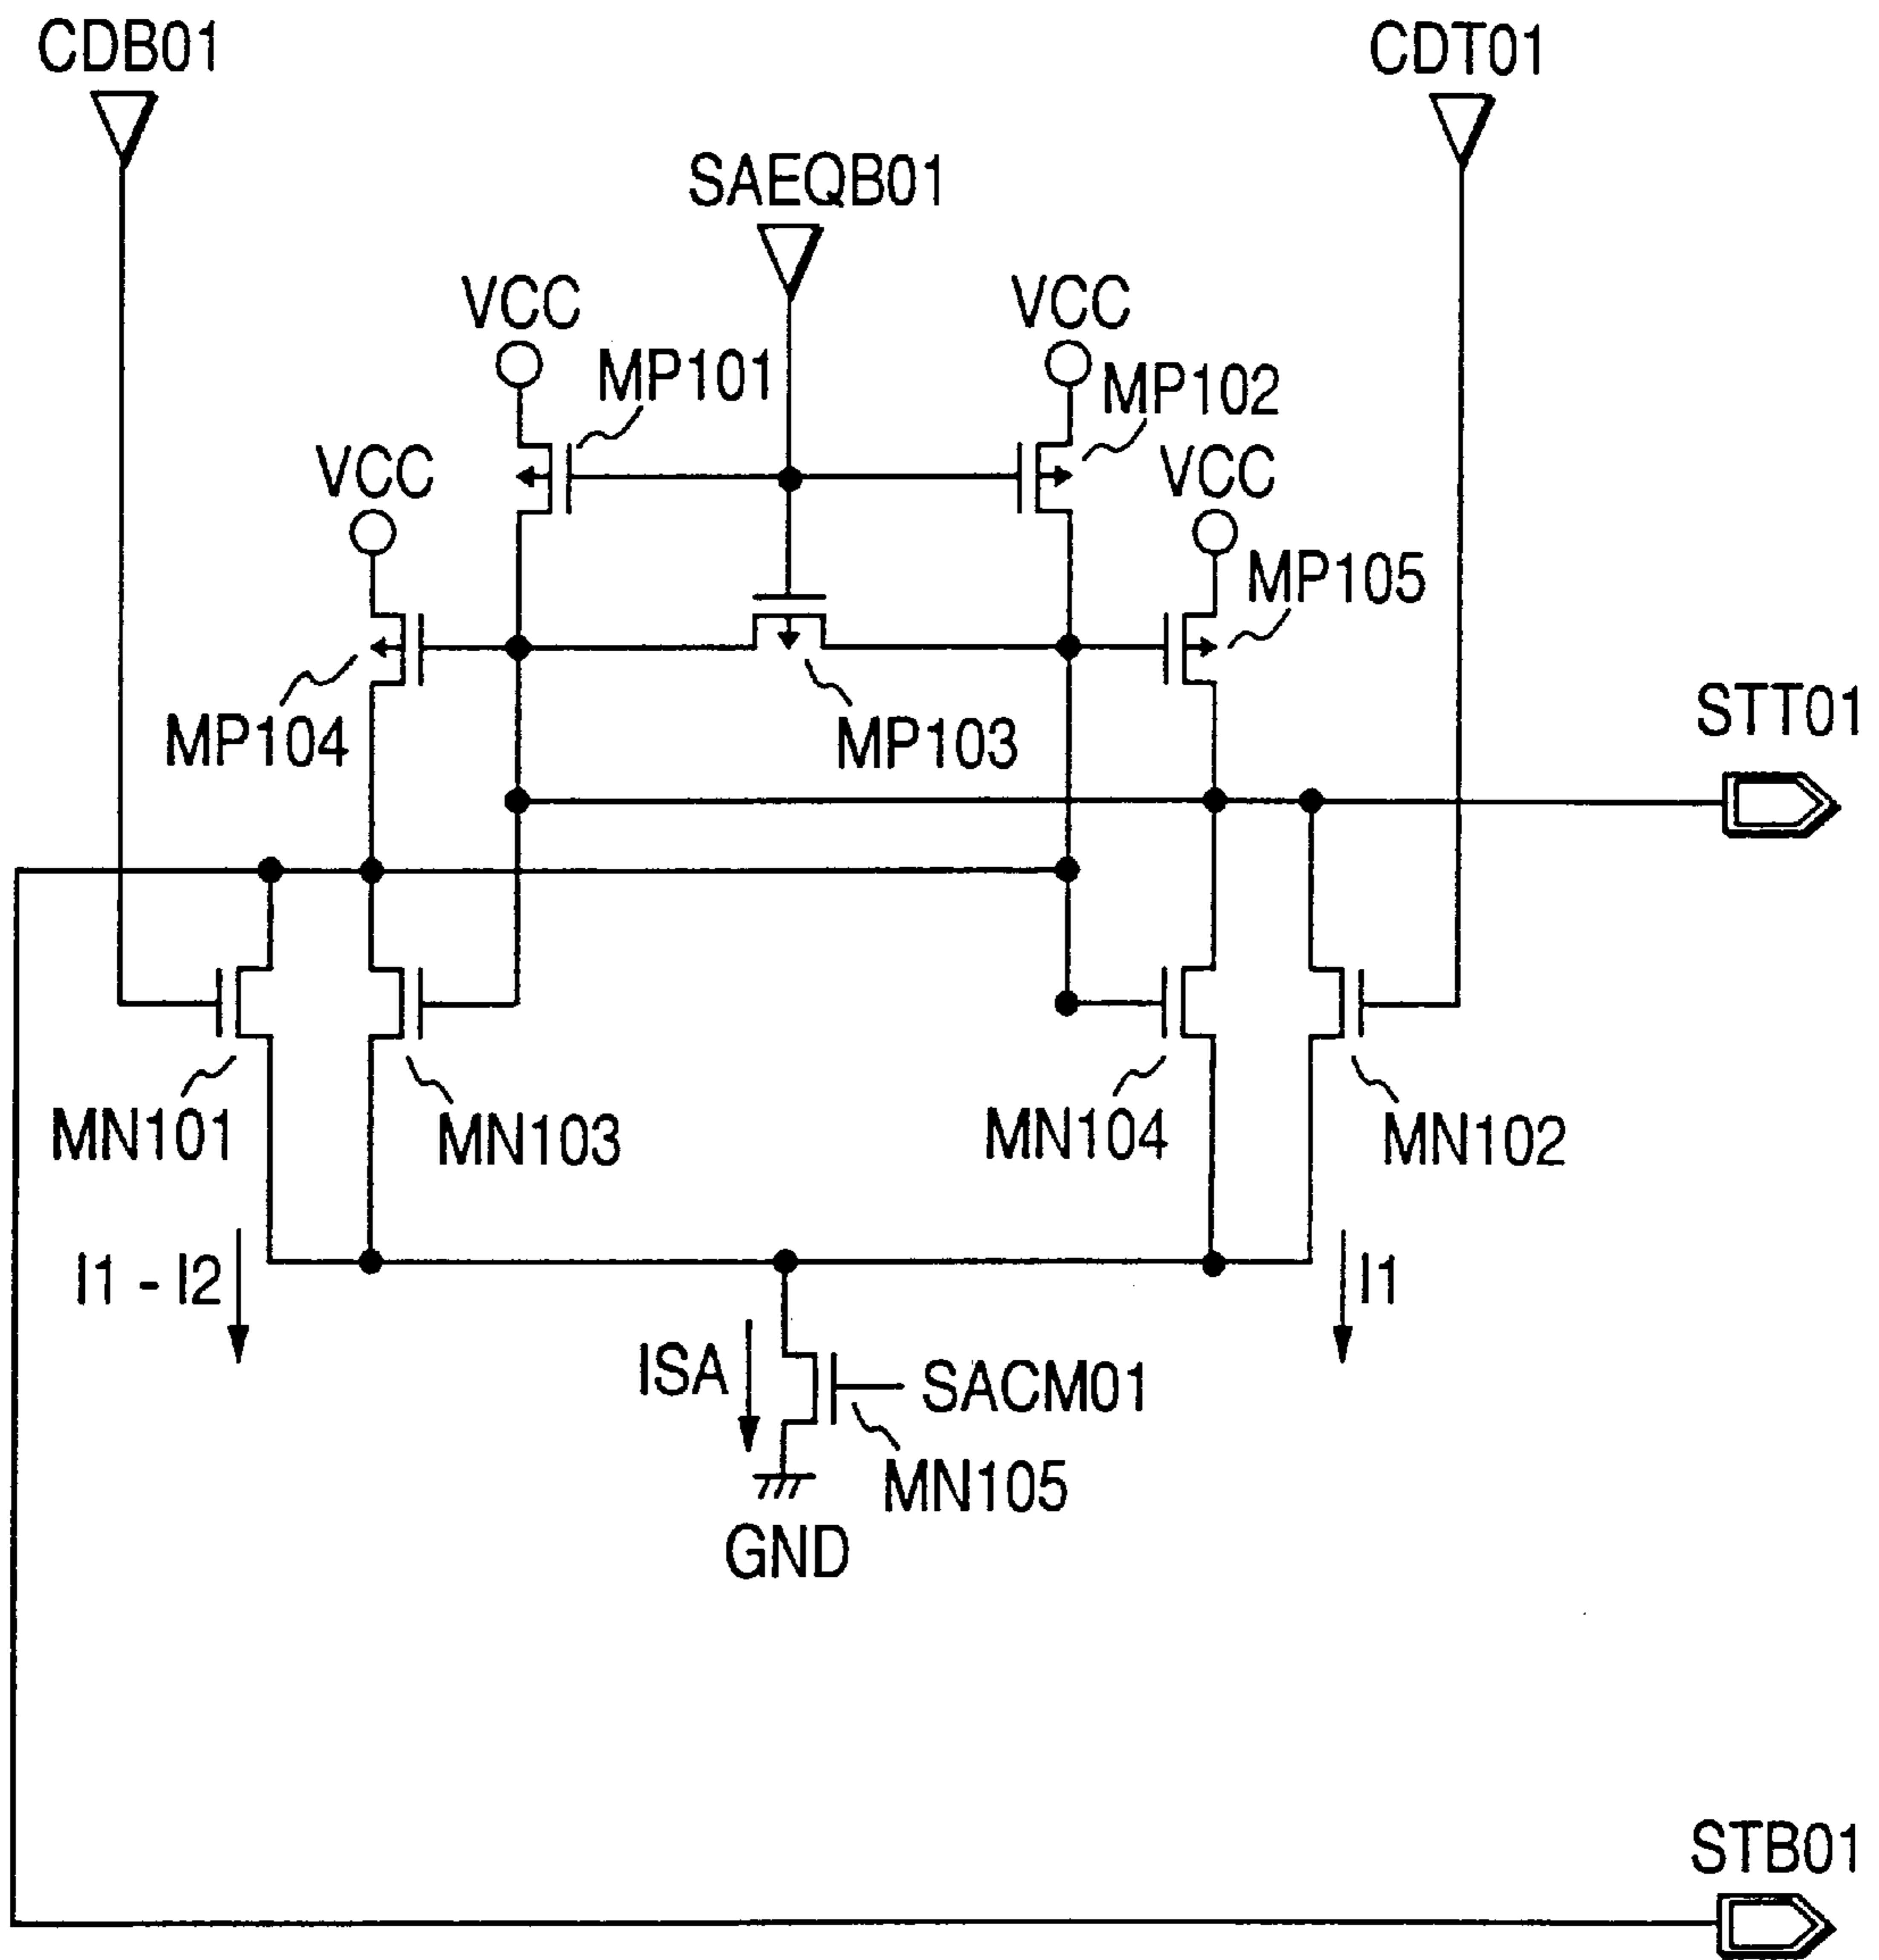 CDB01
CDT01
SAEQB01
VCC
VCC
MP101
MP102
VCC
VCC
MP105
MP104
MP103
STT01
MN101
MN103
MN104
MN102
I1 - I2
I1
ISA
SACM01
MN105
GND
STB01